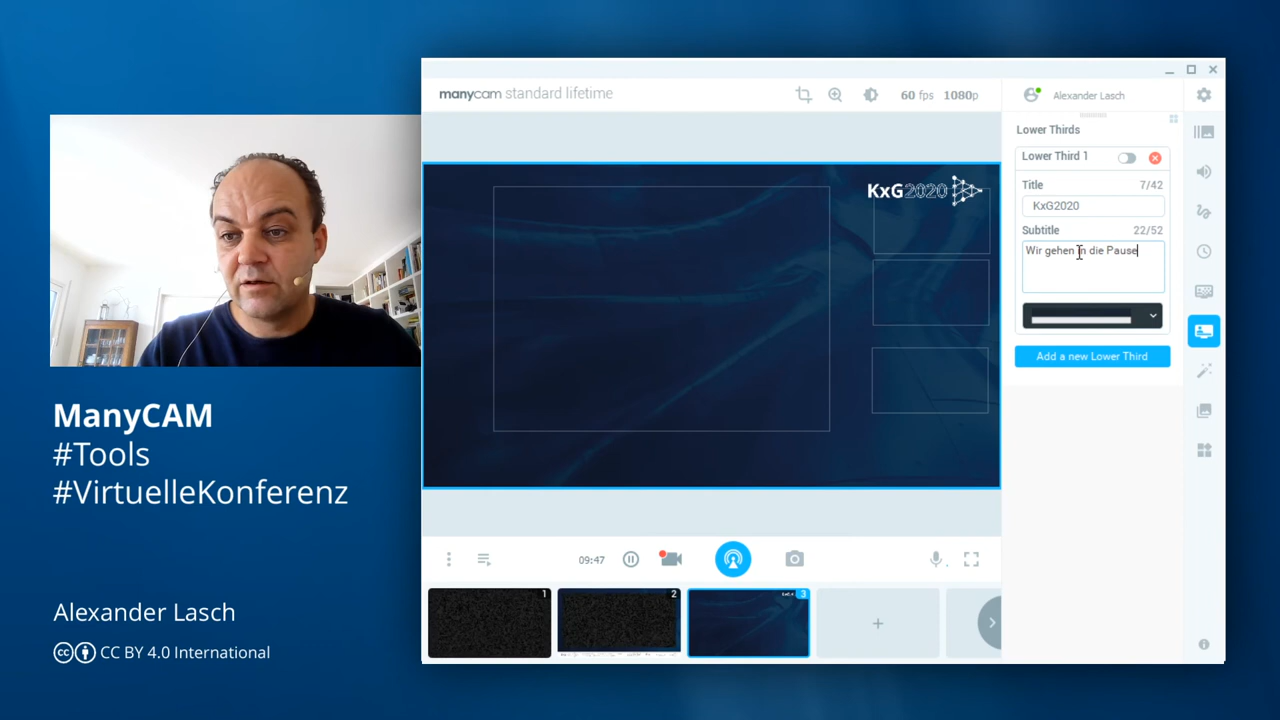 ManyCAM
#Tools
#VirtuelleKonferenz
Alexander Lasch
cc CC BY 4.0 International
manycam standard lifetime
60 fps 1080p
Alexander Lasch
KxG2020
Lower Thirds
Lower Third 1
Title 7/42
KxG2020
Subtitle 22/52
Wir gehen in die Pause
Add a new Lower Third
09:47
1
2
3